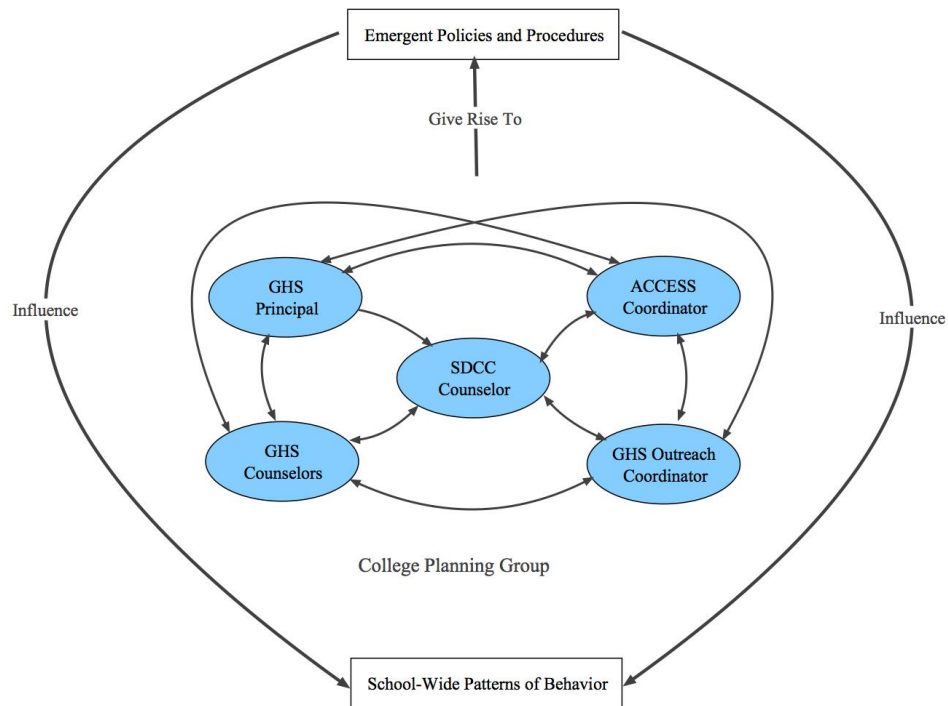 Emergent Policies and Procedures
Give Rise To
GHS
Principal
ACCESS
Coordinator
Influence
Influence
SDCC
Counselor
GHS
Counselors
GHS Outreach
Coordinator
College Planning Group
School-Wide Patterns of Behavior